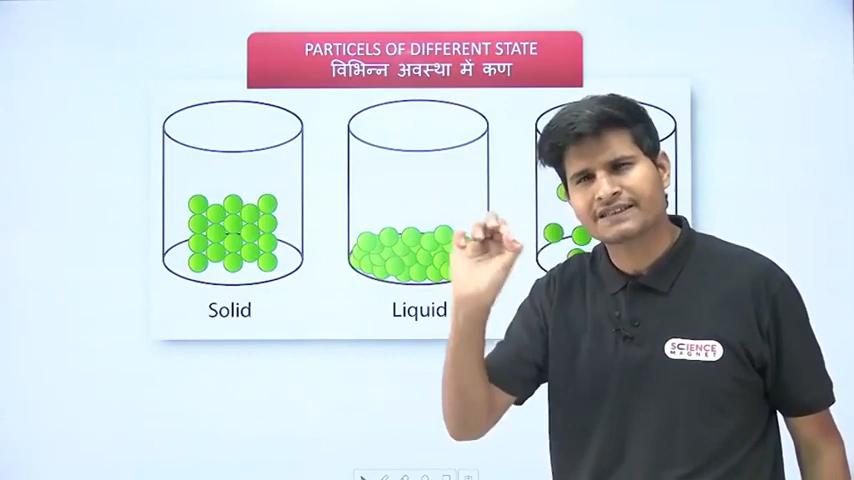 PARTICELS OF DIFFERENT STATE
विभिन्न अवस्था में कण
Solid
Liquid
SCIENCE
MAGNET